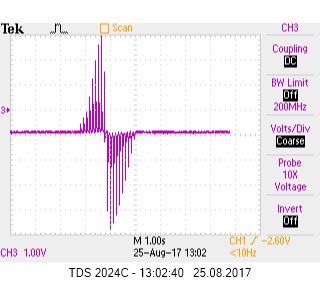 Tek
Scan
CH3
Coupling
DC
BW Limit
Off
200MHz
3
Volts/Div
Coarse
Probe
10X
Voltage
Invert
Off
CH3 1.00V
M 1.00s
CH1 / -2.60V
25-Aug-17 13:02
<10Hz
TDS 2024C - 13:02:40 25.08.2017